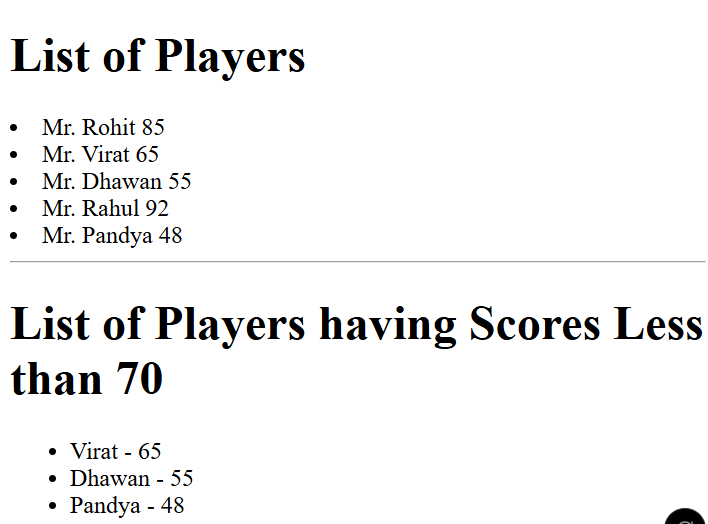 List of Players
• Mr. Rohit 85
• Mr. Virat 65
• Mr. Dhawan 55
• Mr. Rahul 92
• Mr. Pandya 48
List of Players having Scores Less
than 70
• Virat - 65
• Dhawan - 55
• Pandya - 48